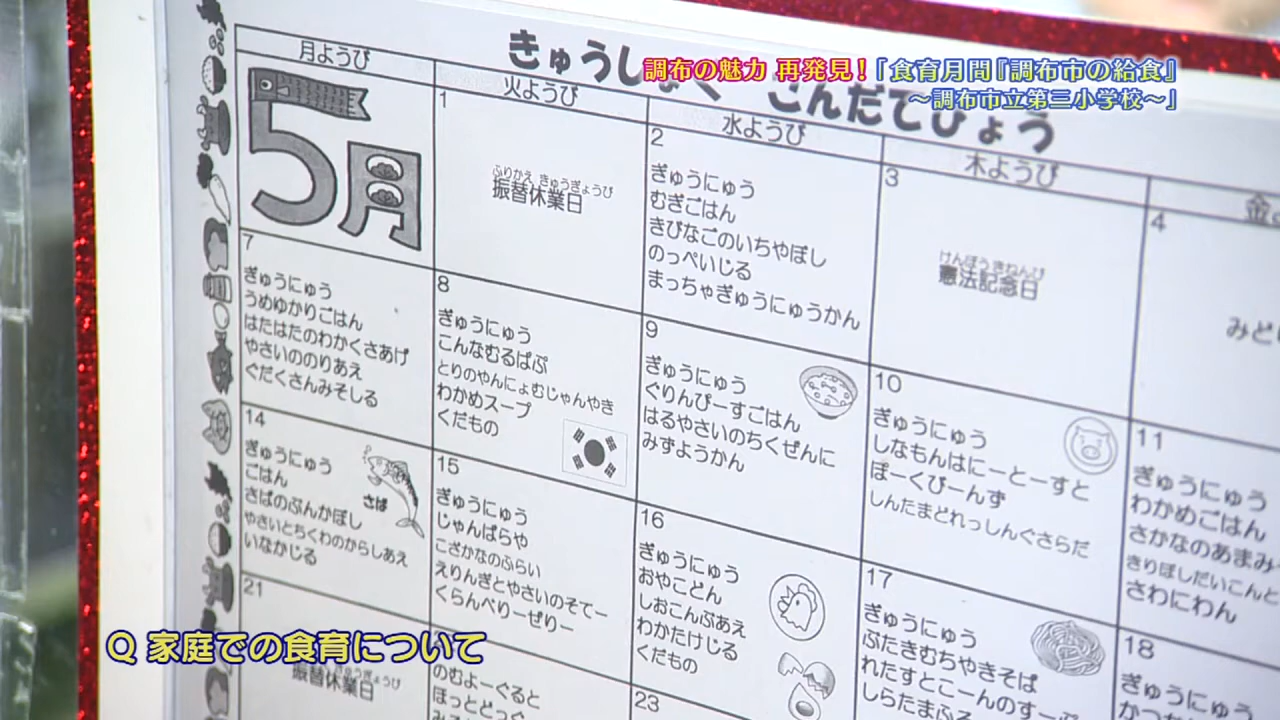 きゅうしょく こんだてひょう
調布の魅力 再発見！「食育月間『調布市の給食』
～調布市立第三小学校～」
月ようび
火ようび
水ようび
木ようび
金
5月
1
ふりかえ きゅうぎょうび
振替休業日
2
ぎゅうにゅう
むぎごはん
きびなごのいちやぼし
のっぺいじる
まっちゃぎゅうにゅうかん
3
けんぽうきねんび
憲法記念日
4
みど
7
ぎゅうにゅう
うめゆかりごはん
はたはたのわかくさあげ
やさいののりあえ
ぐだくさんみそしる
8
ぎゅうにゅう
こんなむるぱぷ
とりのやんにょむじゃんやき
わかめスープ
くだもの
9
ぎゅうにゅう
ぐりんぴーすごはん
はるやさいのちくぜんに
みずようかん
10
ぎゅうにゅう
しなもんはにーとーすと
ぽーくびーんず
しんたまどれっしんぐさらだ
11
ぎゅうにゅう
わかめごはん
さかなのあまみ
きりぼしだいこんと
さわにわん
14
ぎゅうにゅう
ごはん
さばのぶんかぼし
やさいとちくわのからしあえ
いなかじる
さば
15
ぎゅうにゅう
じゃんばらや
こざかなのふらい
えりんぎとやさいのそてー
くらんべりーぜりー
16
ぎゅうにゅう
おやこどん
しおこんぶあえ
わかたけじる
くだもの
17
ぎゅうにゅう
ぶたきむちやきそば
れたすとこーんのすーぷ
しらたまふる
18
ぎゅうにゅう
21
振替休業日
のむよーぐると
ほっとどっぐ
23
Q 家庭での食育について